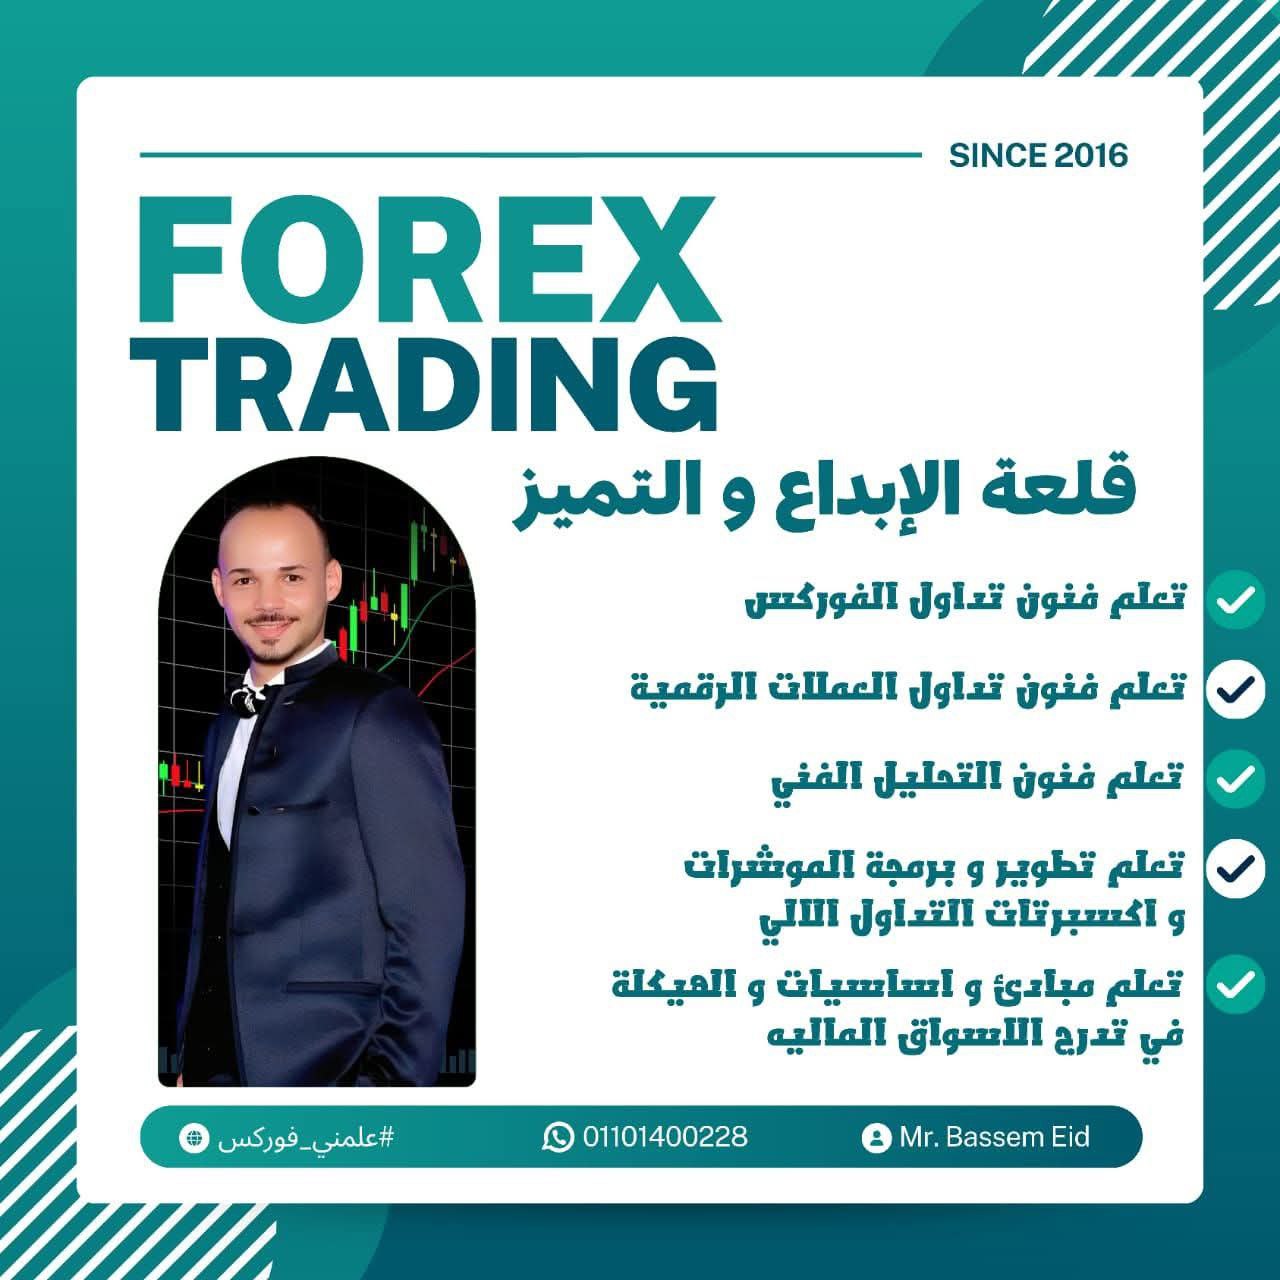 SINCE 2016
FOREX
TRADING
قلعة الإبداع و التميز
تعلم فنون تداول الفوركس
تعلم فنون تداول العملات الرقمية
تعلم فنون التحليل الفني
تعلم تطوير و برمجة الموشرات
و اكسبرتات التداول الالي
تعلم مبادئ و اساسيات و الهيكلة
في تدرج الاسواق الماليه
#علمني_فوركس
01101400228
Mr. Bassem Eid